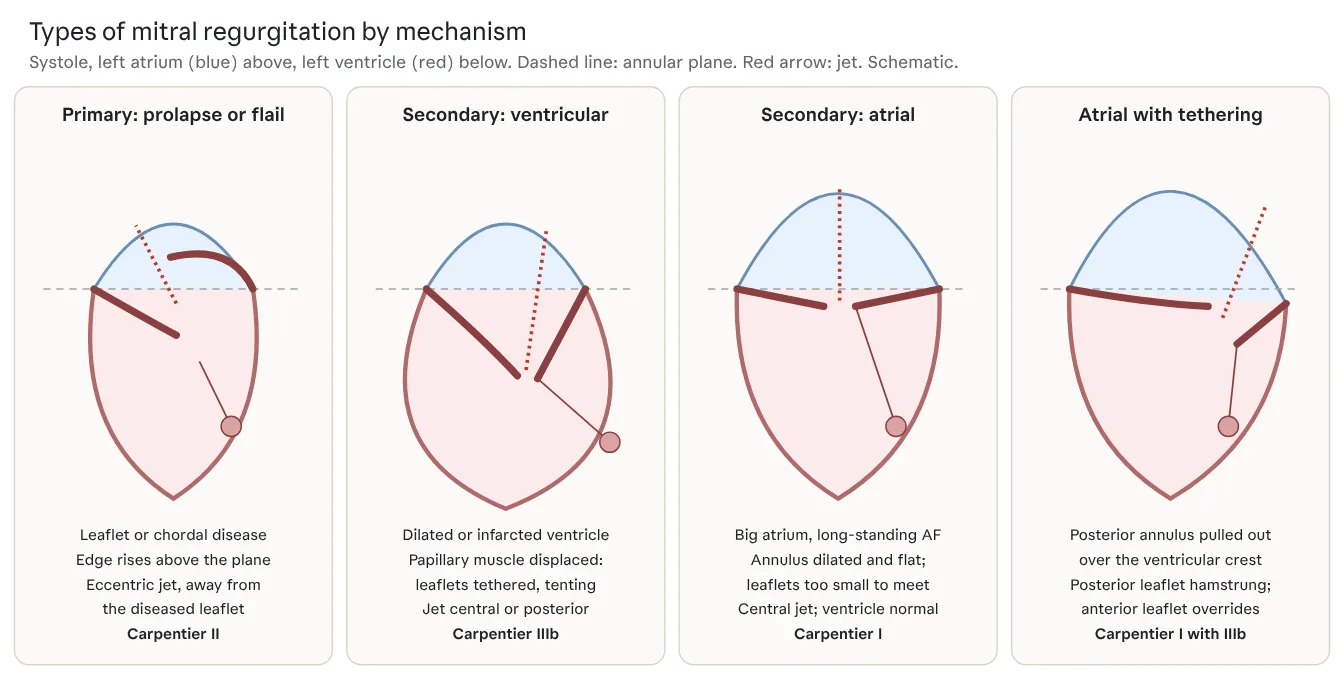 Types of mitral regurgitation by mechanism
Systole, left atrium (blue) above, left ventricle (red) below. Dashed line: annular plane. Red arrow: jet. Schematic.
Primary: prolapse or flail
Leaflet or chordal disease
Edge rises above the plane
Eccentric jet, away from
the diseased leaflet
Carpentier II
Secondary: ventricular
Dilated or infarcted ventricle
Papillary muscle displaced:
leaflets tethered, tenting
Jet central or posterior
Carpentier IIIb
Secondary: atrial
Big atrium, long-standing AF
Annulus dilated and flat;
leaflets too small to meet
Central jet; ventricle normal
Carpentier I
Atrial with tethering
Posterior annulus pulled out
over the ventricular crest
Posterior leaflet hamstrung;
anterior leaflet overrides
Carpentier I with IIIb